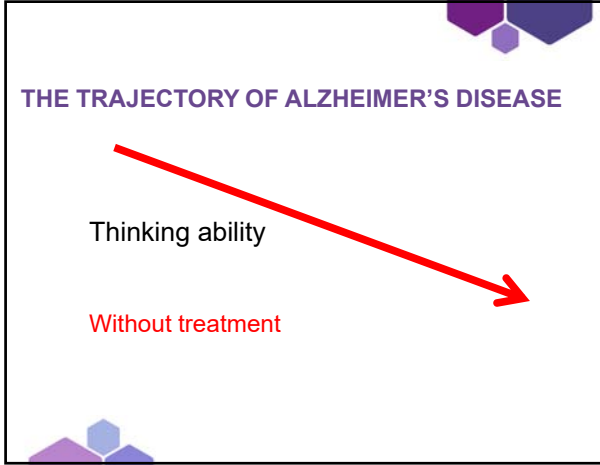 THE TRAJECTORY OF ALZHEIMER’S DISEASE
Thinking ability
Without treatment